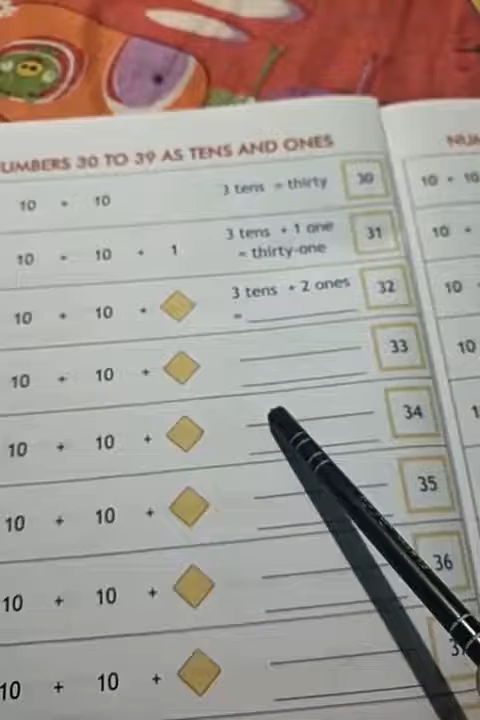 UMBERS 30 TO 39 AS TENS AND ONES
10 + 10 3 tens = thirty 30
10 + 10 + 1 3 tens + 1 one 31
= thirty-one
10 + 10 + 3 tens + 2 ones 32
=
10 + 10 + 33
10 + 10 + 34
10 + 10 + 35
10 + 10 + 36
10 + 10 +
NUM
10 + 10
10 +
10
10